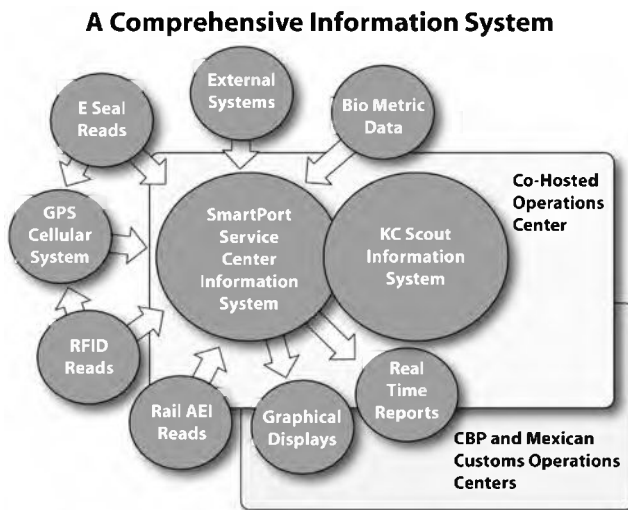 A Comprehensive Information System
External
Systems
E Seal
Reads
Bio Metric
Data
Co-Hosted
Operations
Center
GPS
Cellular
System
SmartPort
Service
Center
Information
System
KC Scout
Information
System
RFID
Reads
Real
Time
Reports
Rail AEI
Reads
Graphical
Displays
CBP and Mexican
Customs Operations
Centers